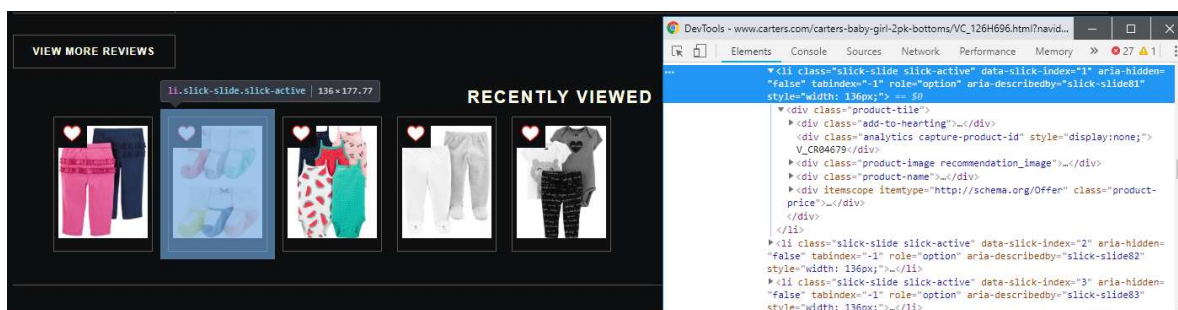 DevTools - www.carters.com/carters-baby-girl-2pk-bottoms/VC_126H696.html?navid...
Elements Console Sources Network Performance Memory » 27 1
VIEW MORE REVIEWS
li.slick-slide.slick-active | 136×177.77
RECENTLY VIEWED
... ▼<li class="slick-slide slick-active" data-slick-index="1" aria-hidden=
"false" tabindex="-1" role="option" aria-describedby="slick-slide81"
style="width: 136px;"> == $0
▼<div class="product-tile">
▶<div class="add-to-hearting">…</div>
<div class="analytics capture-product-id" style="display:none;">
V_CR04679</div>
▶<div class="product-image recommendation_image">…</div>
▶<div class="product-name">…</div>
▶<div itemscope itemtype="http://schema.org/Offer" class="product-
price">…</div>
</div>
</li>
▶<li class="slick-slide slick-active" data-slick-index="2" aria-hidden=
"false" tabindex="-1" role="option" aria-describedby="slick-slide82"
style="width: 136px;">…</li>
▶<li class="slick-slide slick-active" data-slick-index="3" aria-hidden=
"false" tabindex="-1" role="option" aria-describedby="slick-slide83"
style="width: 136px;">…</li>